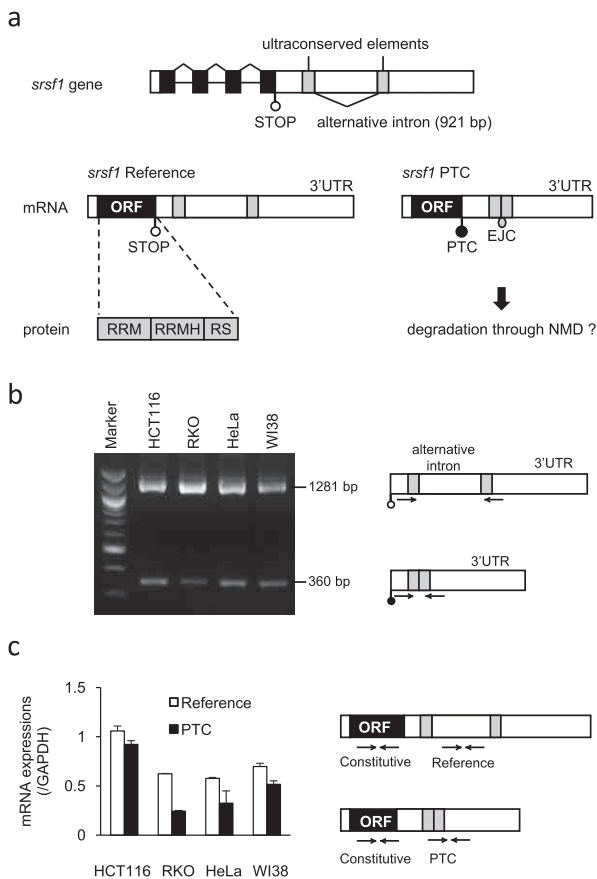 a
ultraconserved elements
srsf1 gene
STOP
alternative intron (921 bp)
srsf1 Reference
srsf1 PTC
3'UTR
3'UTR
mRNA
ORF
ORF
STOP
PTC
EJC
protein
RRM
RRMH
RS
degradation through NMD ?
b
Marker
HCT116
RKO
HeLa
WI38
alternative
intron
3'UTR
1281 bp
3'UTR
360 bp
c
mRNA expressions
(/GAPDH)
1.5
1
0.5
0
Reference
PTC
HCT116
RKO
HeLa
WI38
ORF
Constitutive
Reference
ORF
Constitutive
PTC